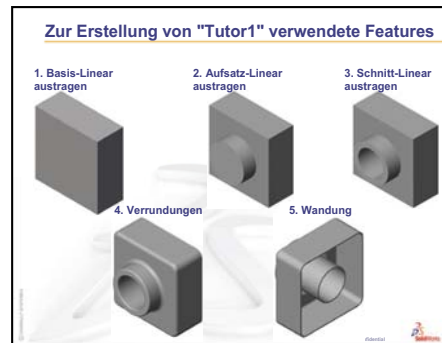 Zur Erstellung von "Tutor1" verwendete Features
1. Basis-Linear
austragen
2. Aufsatz-Linear
austragen
3. Schnitt-Linear
austragen
4. Verrundungen
5. Wandung
SolidWorks